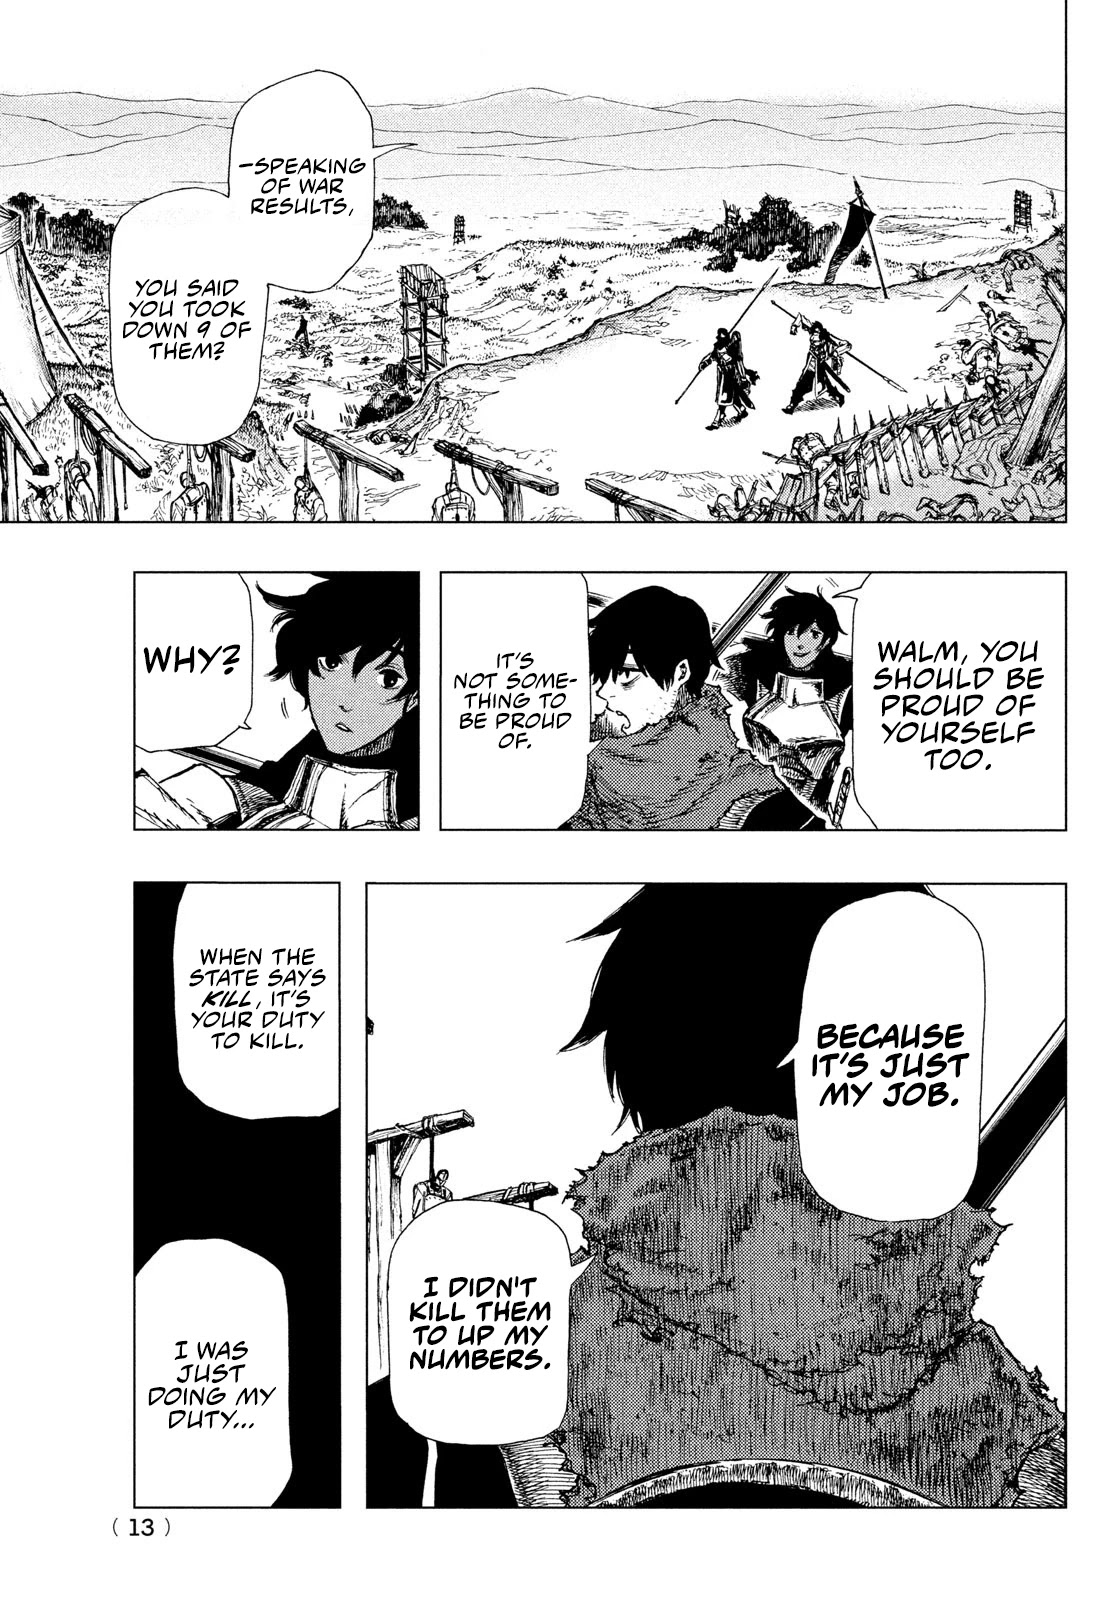 -SPEAKING
OF WAR
RESULTS,
YOU SAID
YOU TOOK
DOWN 9 OF
THEM?
WALM, YOU
SHOULD BE
PROUD OF
YOURSELF
TOO.
IT'S
NOT SOME-
THING TO
BE PROUD
OF.
WHY?
BECAUSE
IT'S JUST
MY JOB.
I DIDN'T
KILL THEM
TO UP MY
NUMBERS.
WHEN THE
STATE SAYS
KILL, IT'S
YOUR DUTY
TO KILL.
I WAS
JUST
DOING MY
DUTY...
( 13 )